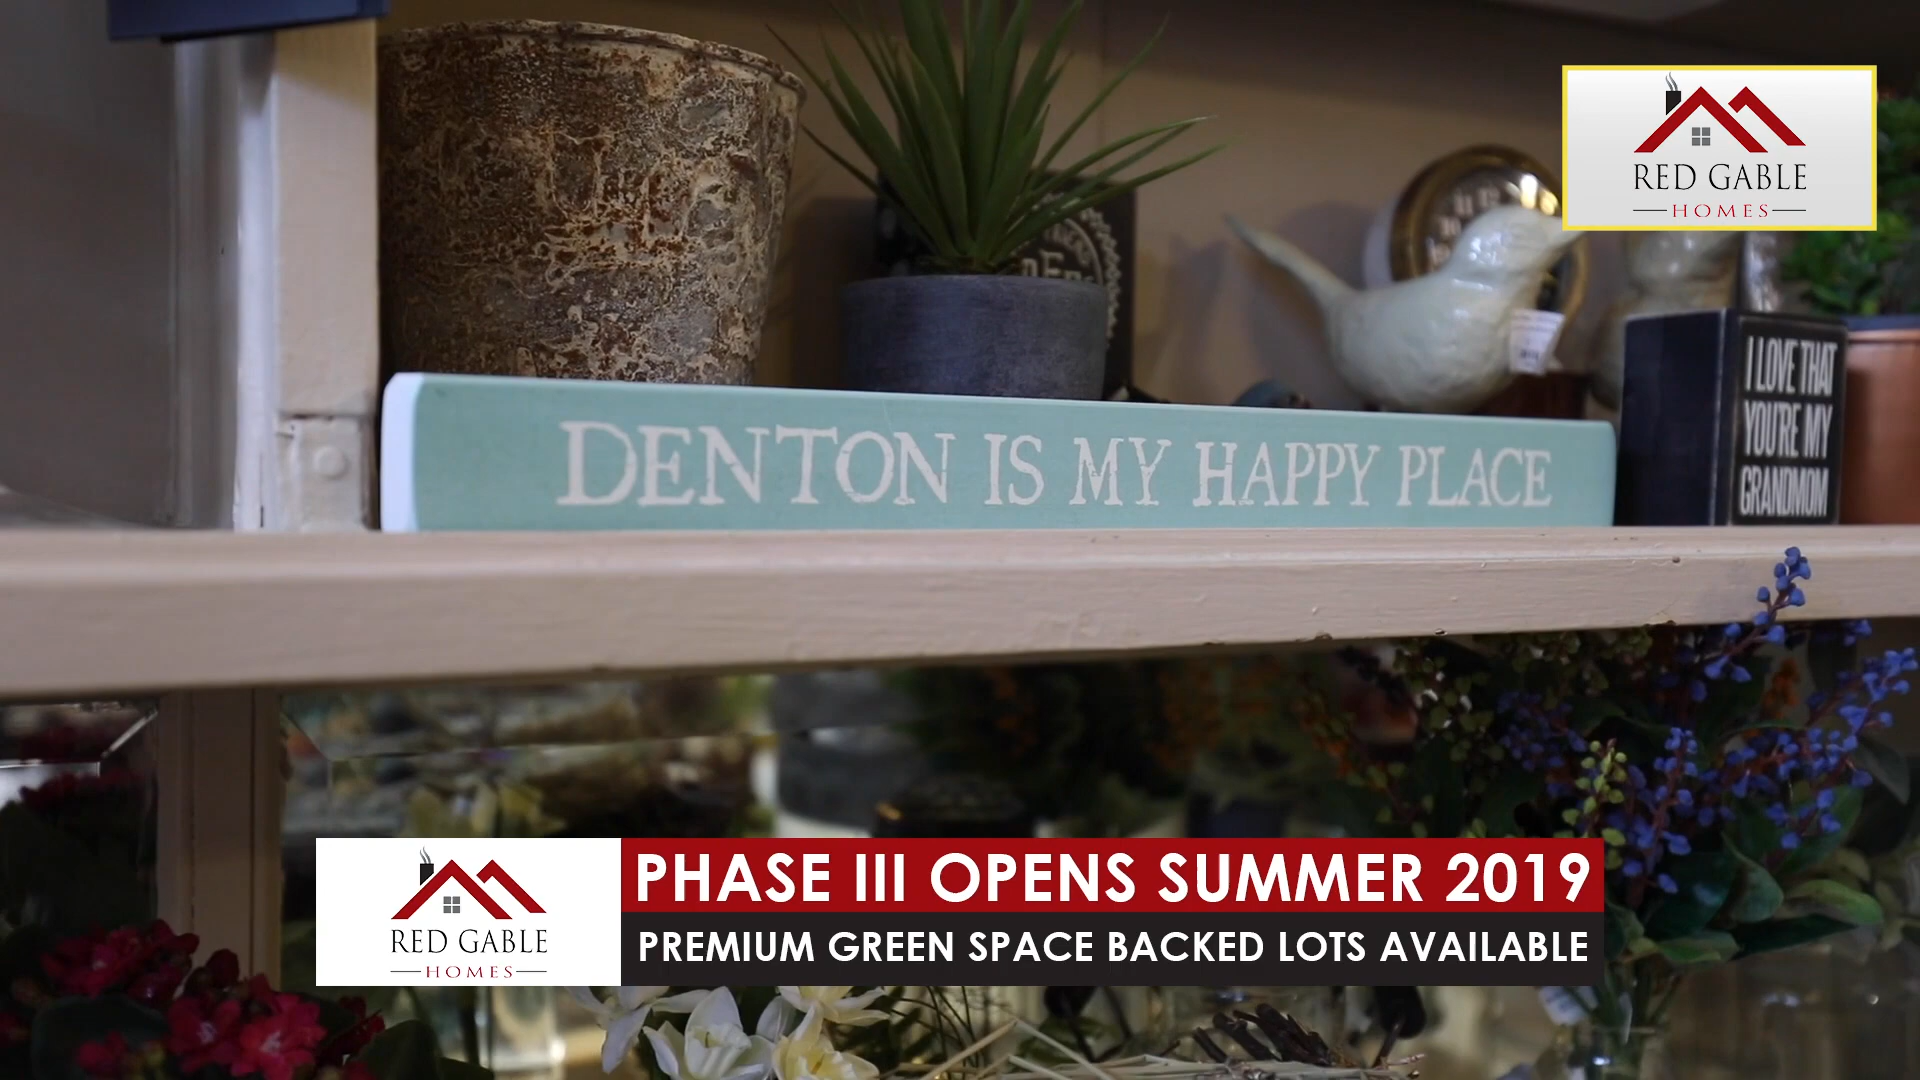 RED GABLE
HOMES
DENTON IS MY HAPPY PLACE
I LOVE THAT
YOU'RE MY
GRANDMOM
RED GABLE
HOMES
PHASE III OPENS SUMMER 2019
PREMIUM GREEN SPACE BACKED LOTS AVAILABLE